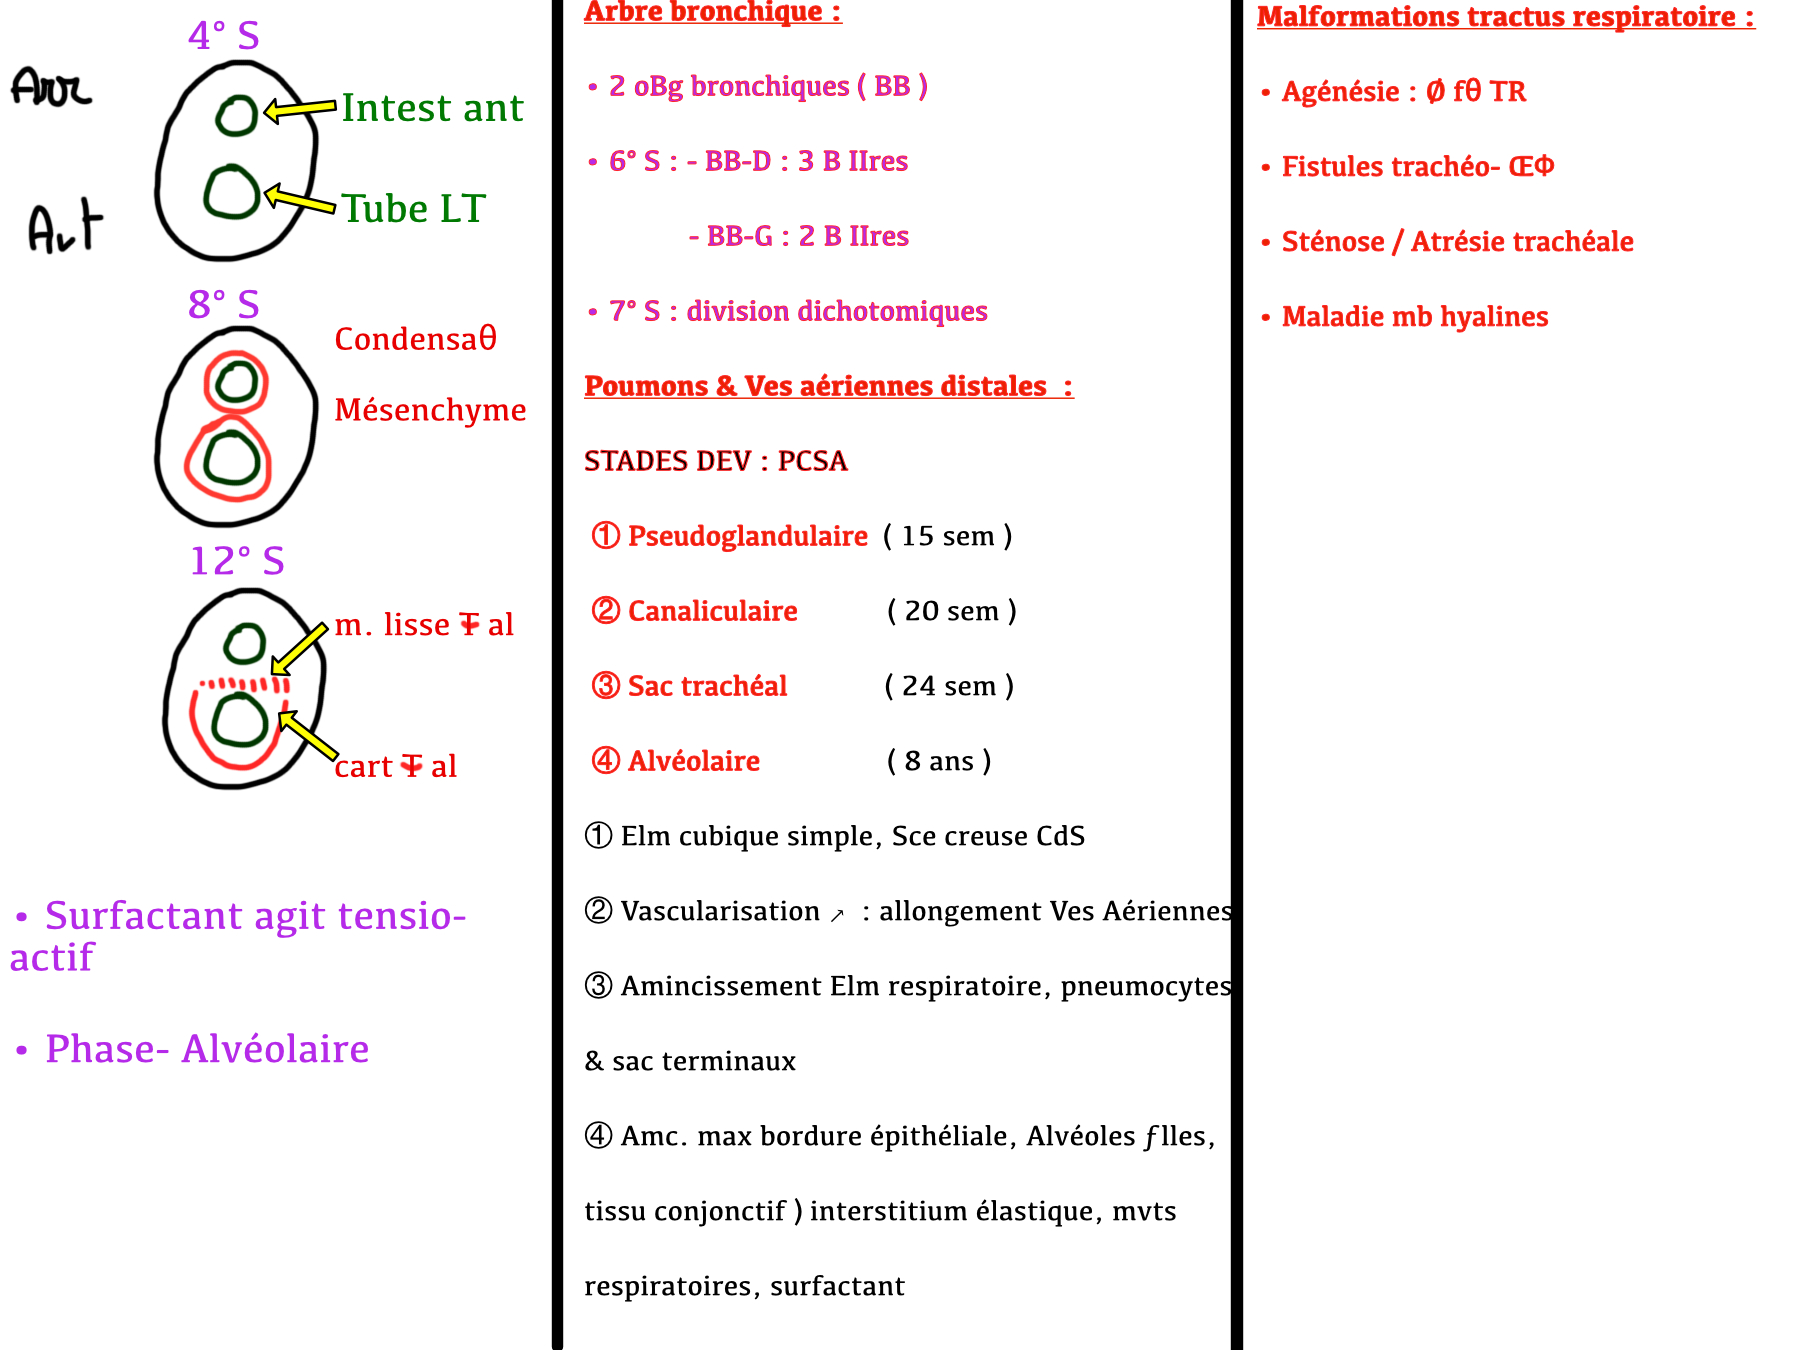 4° S
Arr
Intest ant
Tube LT
Avt
8° S
Condensaθ
Mésenchyme
12° S
m. lisse T al
cart T al
• Surfactant agit tensio-
actif
• Phase- Alvéolaire
Arbre bronchique :
• 2 oBg bronchiques ( BB )
• 6° S : - BB-D : 3 B IIres
- BB-G : 2 B IIres
• 7° S : division dichotomiques
Poumons & Ves aériennes distales :
STADES DEV : PCSA
① Pseudoglandulaire ( 15 sem )
② Canaliculaire ( 20 sem )
③ Sac trachéal ( 24 sem )
④ Alvéolaire ( 8 ans )
① Elm cubique simple, Sce creuse CdS
② Vascularisation ↗ : allongement Ves Aériennes
③ Amincissement Elm respiratoire, pneumocytes
& sac terminaux
④ Amc. max bordure épithéliale, Alvéoles ƒlles,
tissu conjonctif ) interstitium élastique, mvts
respiratoires, surfactant
Malformations tractus respiratoire :
• Agénésie : Ø fθ TR
• Fistules trachéo- ŒΦ
• Sténose / Atrésie trachéale
• Maladie mb hyalines